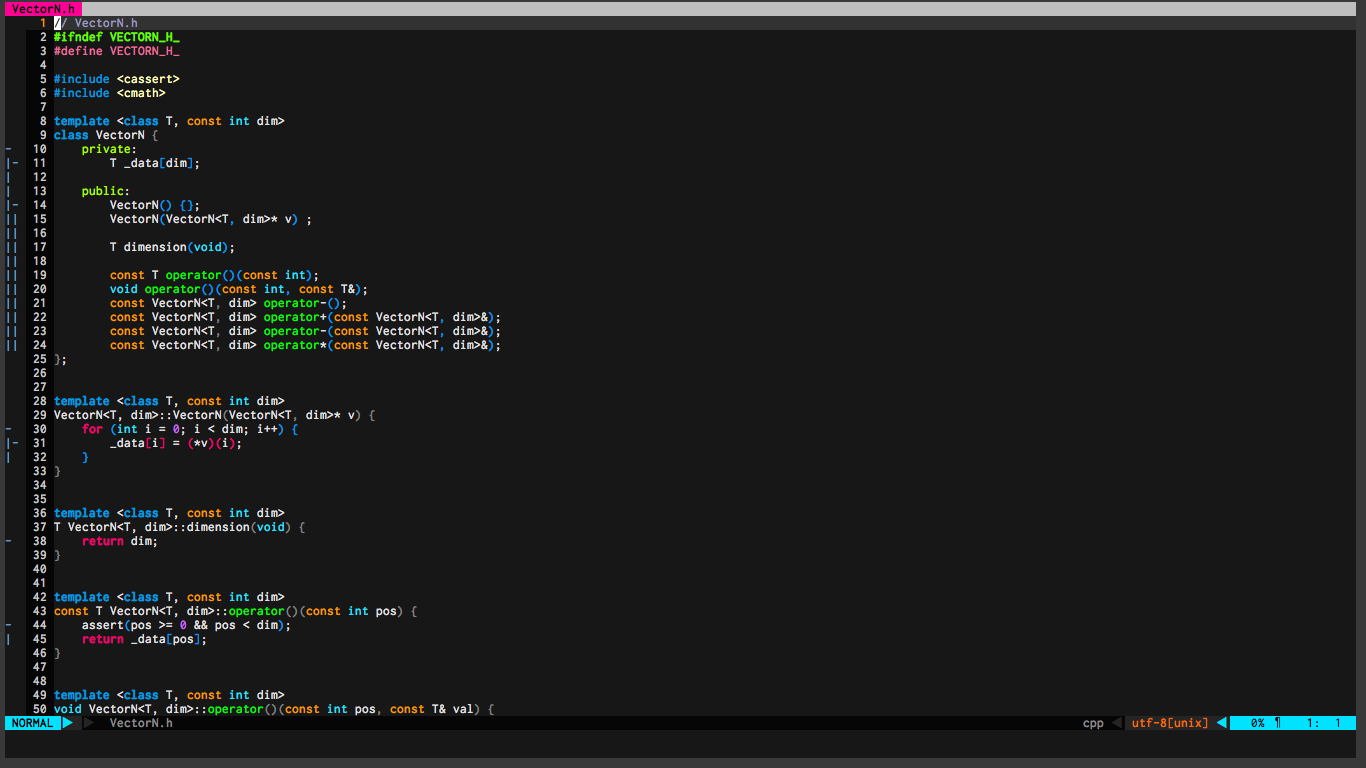 VectorN.h
1 // VectorN.h
2 #ifndef VECTORN_H_
3 #define VECTORN_H_
4
5 #include <cassert>
6 #include <cmath>
7
8 template <class T, const int dim>
9 class VectorN {
10     private:
11         T _data[dim];
12
13     public:
14         VectorN() {};
15         VectorN(VectorN<T, dim>* v) ;
16
17         T dimension(void);
18
19         const T operator()(const int);
20         void operator()(const int, const T&);
21         const VectorN<T, dim> operator-();
22         const VectorN<T, dim> operator+(const VectorN<T, dim>&);
23         const VectorN<T, dim> operator-(const VectorN<T, dim>&);
24         const VectorN<T, dim> operator*(const VectorN<T, dim>&);
25 };
26
27
28 template <class T, const int dim>
29 VectorN<T, dim>::VectorN(VectorN<T, dim>* v) {
30     for (int i = 0; i < dim; i++) {
31         _data[i] = (*v)(i);
32     }
33 }
34
35
36 template <class T, const int dim>
37 T VectorN<T, dim>::dimension(void) {
38     return dim;
39 }
40
41
42 template <class T, const int dim>
43 const T VectorN<T, dim>::operator()(const int pos) {
44     assert(pos >= 0 && pos < dim);
45     return _data[pos];
46 }
47
48
49 template <class T, const int dim>
50 void VectorN<T, dim>::operator()(const int pos, const T& val) {
NORMAL VectorN.h cpp utf-8[unix] 0% ¶ 1: 1